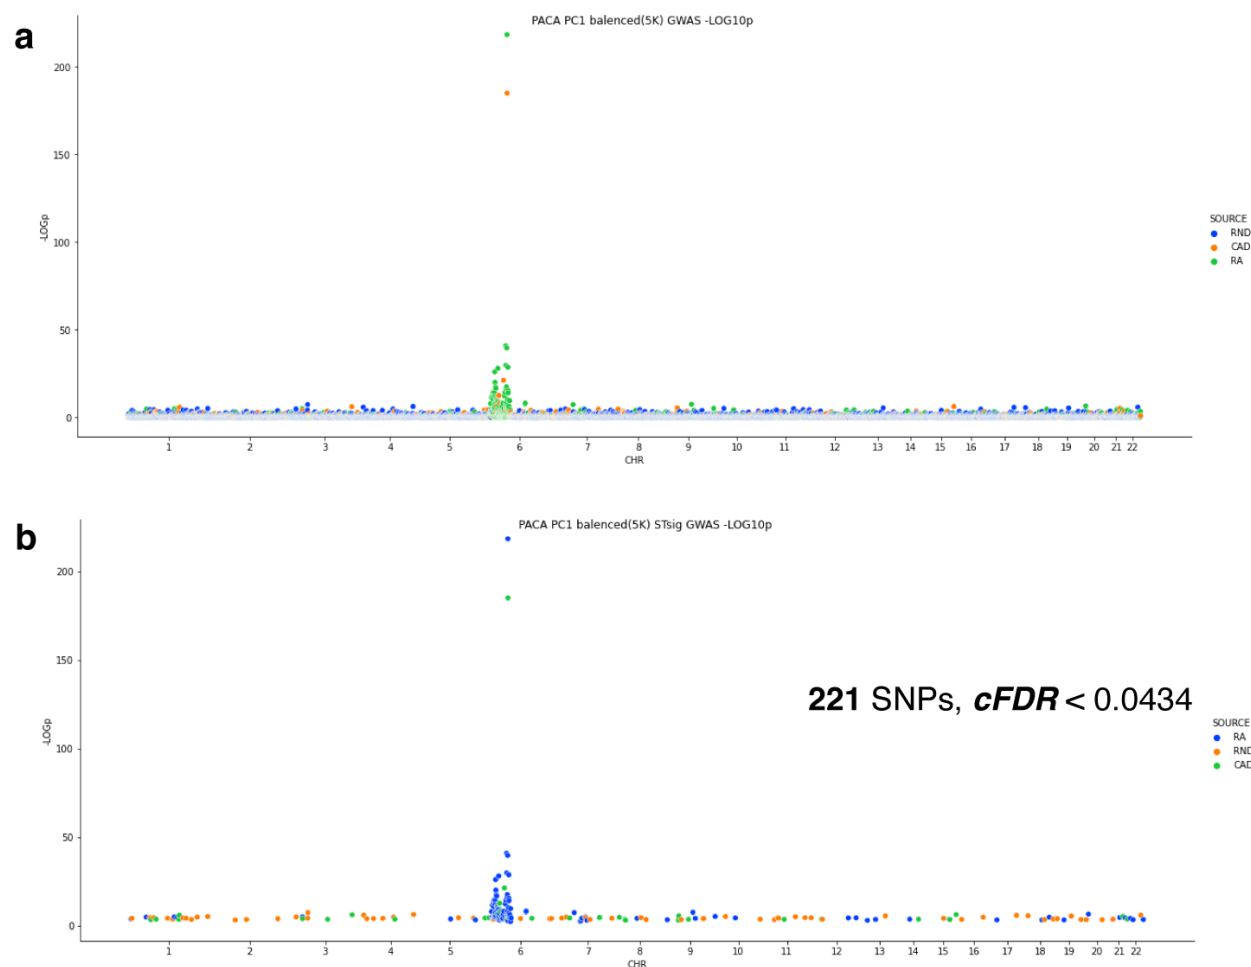 a
PACA PC1 balenced(5K) GWAS -LOG10p
200
150
100
50
0
-LOGp
1 2 3 4 5 6 7 8 9 10 11 12 13 14 15 16 17 18 19 20 21 22
CHR
SOURCE
RND
CAD
RA
b
PACA PC1 balenced(5K) STsig GWAS -LOG10p
200
150
100
50
0
-LOGp
221 SNPs, cFDR < 0.0434
1 2 3 4 5 6 7 8 9 10 11 12 13 14 15 16 17 18 19 20 21 22
CHR
SOURCE
RA
RND
CAD